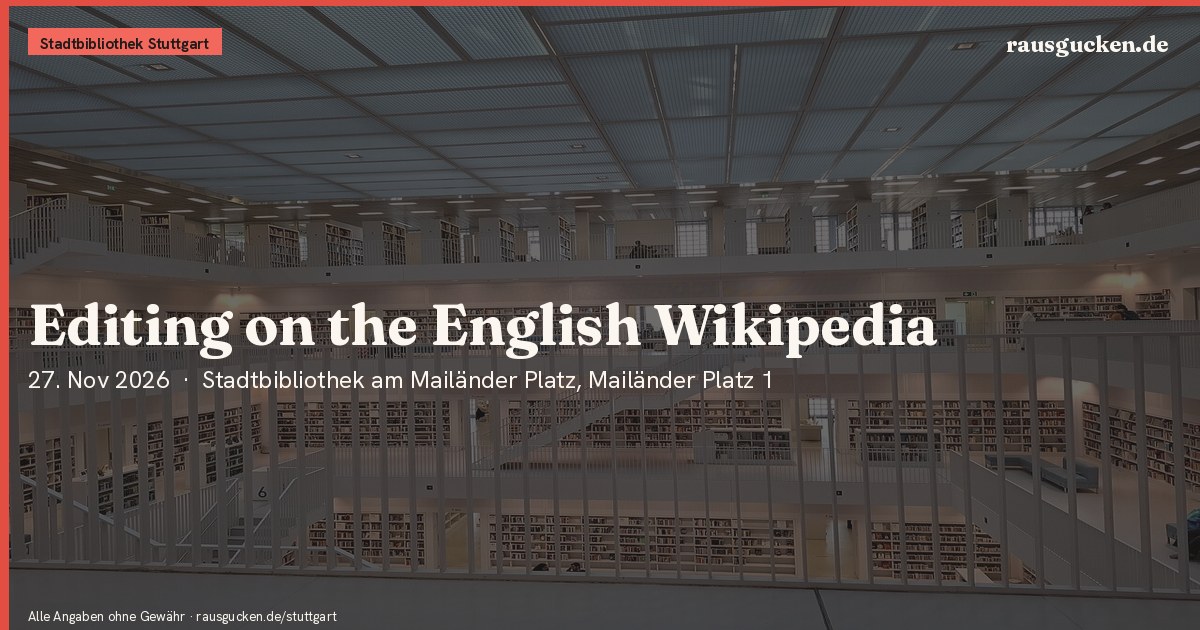 Stadtbibliothek Stuttgart
rausgucken.de
Editing on the English Wikipedia
27. Nov 2026 · Stadtbibliothek am Mailänder Platz, Mailänder Platz 1
6
Alle Angaben ohne Gewähr · rausgucken.de/stuttgart